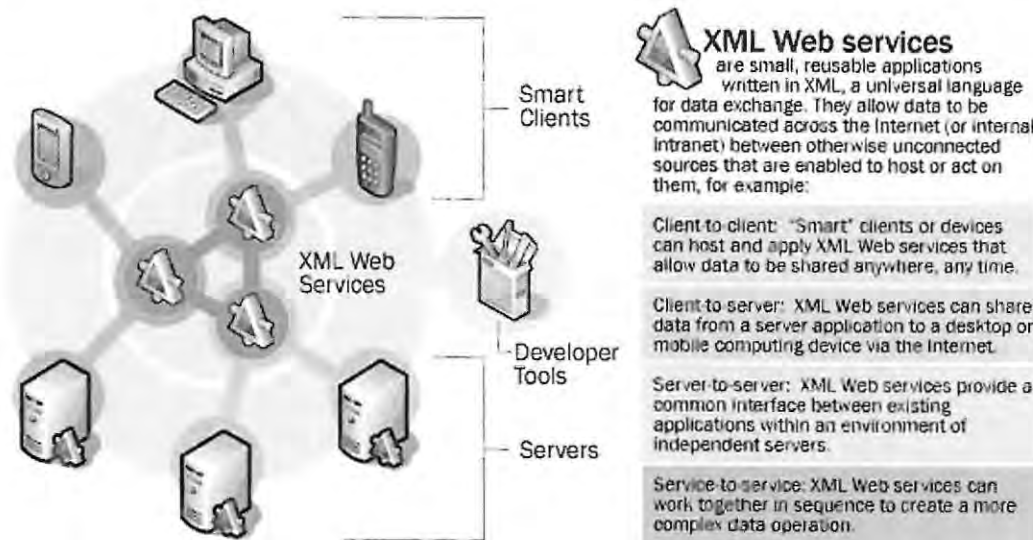 Smart
Clients
XML Web
Services
Developer
Tools
Servers
XML Web services
are small, reusable applications
written in XML, a universal language
for data exchange. They allow data to be
communicated across the Internet (or internal
intranet) between otherwise unconnected
sources that are enabled to host or act on
them, for example:
Client-to-client: "Smart" clients or devices
can host and apply XML Web services that
allow data to be shared anywhere, any time.
Client-to-server: XML Web services can share
data from a server application to a desktop or
mobile computing device via the Internet.
Server-to-server: XML Web services provide a
common interface between existing
applications within an environment of
independent servers.
Service-to-service: XML Web services can
work together in sequence to create a more
complex data operation.